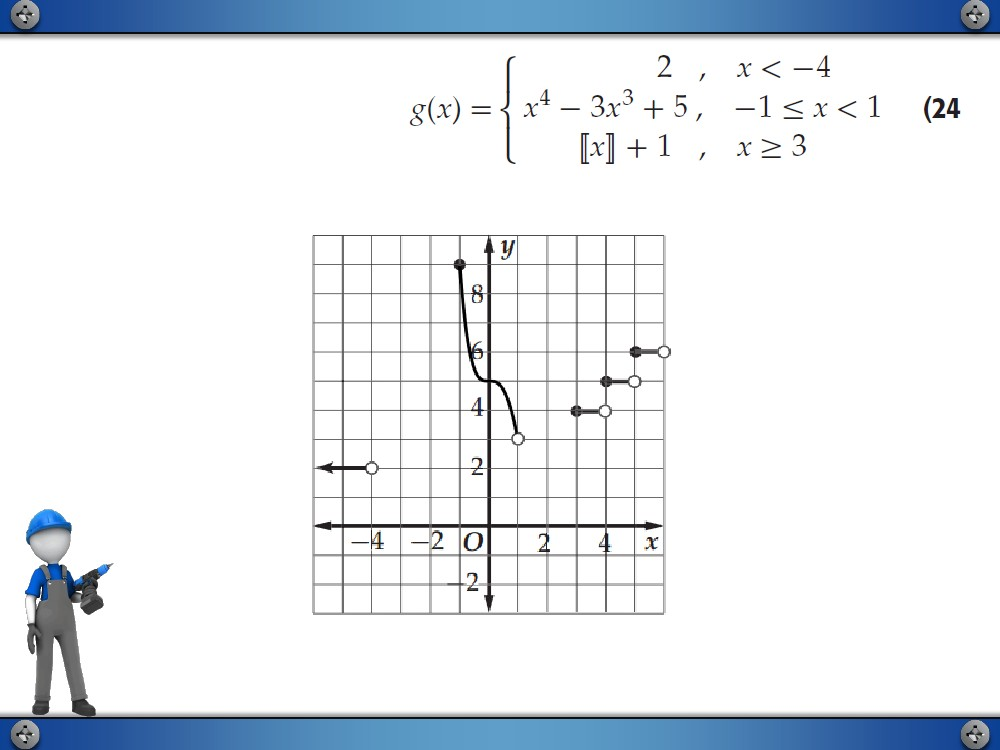 g(x) = { 2 , x < −4
x⁴ − 3x³ + 5 , −1 ≤ x < 1
⟦x⟧ + 1 , x ≥ 3
(24
y
8
6
4
2
−4 −2 O 2 4 x
−2